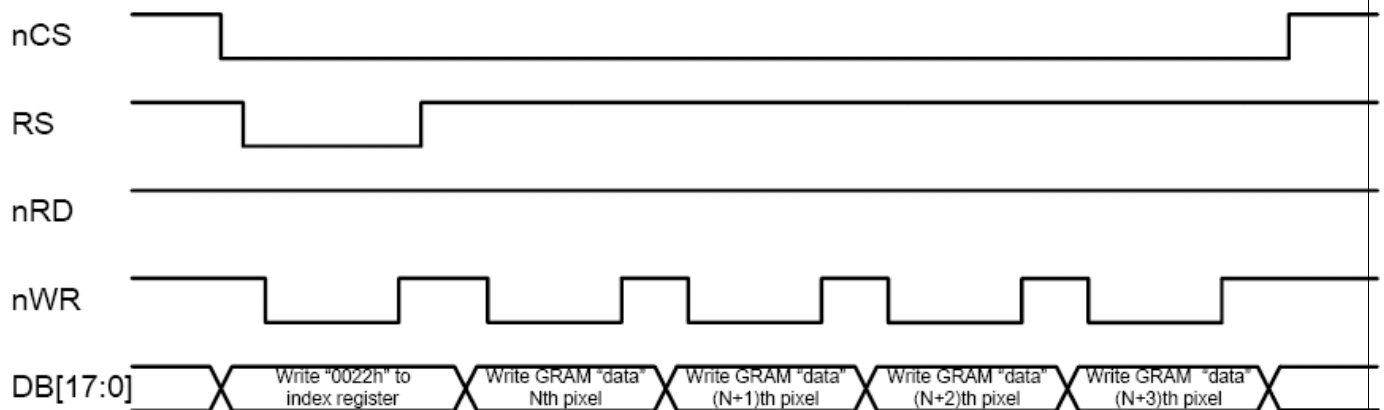 nCS
RS
nRD
nWR
DB[17:0]
Write "0022h" to
index register
Write GRAM "data"
Nth pixel
Write GRAM "data"
(N+1)th pixel
Write GRAM "data"
(N+2)th pixel
Write GRAM "data"
(N+3)th pixel